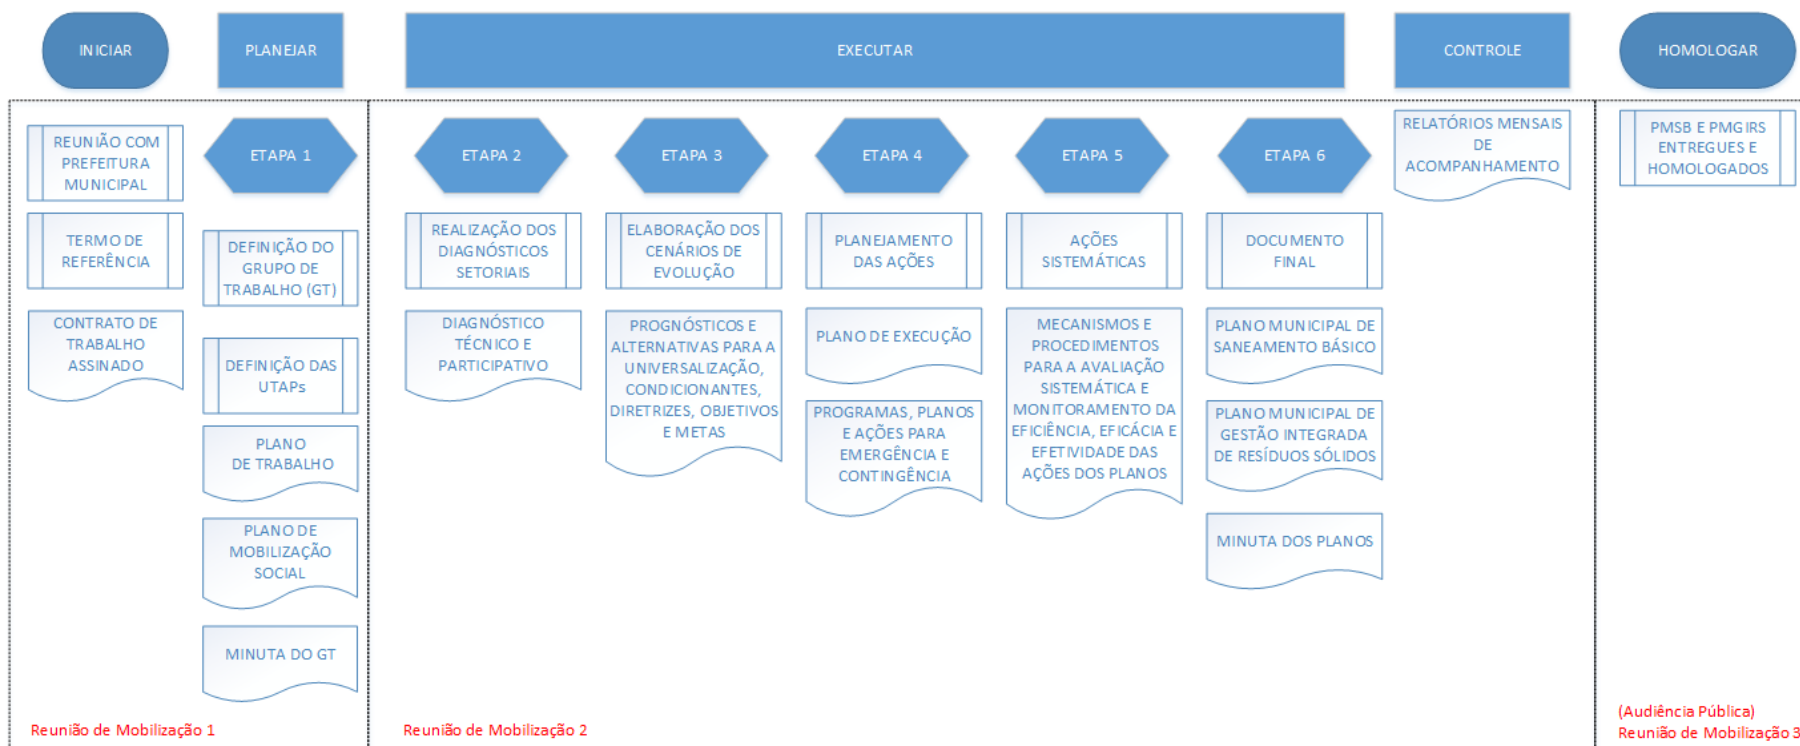 INICIAR
PLANEJAR
EXECUTAR
CONTROLE
HOMOLOGAR
REUNIÃO COM
PREFEITURA
MUNICIPAL
TERMO DE
REFERÊNCIA
CONTRATO DE
TRABALHO
ASSINADO
ETAPA 1
DEFINIÇÃO DO
GRUPO DE
TRABALHO (GT)
DEFINIÇÃO DAS
UTAPs
PLANO
DE TRABALHO
PLANO DE
MOBILIZAÇÃO
SOCIAL
MINUTA DO GT
Reunião de Mobilização 1
ETAPA 2
REALIZAÇÃO DOS
DIAGNÓSTICOS
SETORIAIS
DIAGNÓSTICO
TÉCNICO E
PARTICIPATIVO
ETAPA 3
ELABORAÇÃO DOS
CENÁRIOS DE
EVOLUÇÃO
PROGNÓSTICOS E
ALTERNATIVAS PARA A
UNIVERSALIZAÇÃO,
CONDICIONANTES,
DIRETRIZES, OBJETIVOS
E METAS
ETAPA 4
PLANEJAMENTO
DAS AÇÕES
PLANO DE EXECUÇÃO
PROGRAMAS, PLANOS
E AÇÕES PARA
EMERGÊNCIA E
CONTINGÊNCIA
ETAPA 5
AÇÕES
SISTEMÁTICAS
MECANISMOS E
PROCEDIMENTOS
PARA A AVALIAÇÃO
SISTEMÁTICA E
MONITORAMENTO DA
EFICIÊNCIA, EFICÁCIA E
EFETIVIDADE DAS
AÇÕES DOS PLANOS
ETAPA 6
DOCUMENTO
FINAL
PLANO MUNICIPAL DE
SANEAMENTO BÁSICO
PLANO MUNICIPAL DE
GESTÃO INTEGRADA
DE RESÍDUOS SÓLIDOS
MINUTA DOS PLANOS
RELATÓRIOS MENSAIS
DE
ACOMPANHAMENTO
Reunião de Mobilização 2
PMSB E PMGIRS
ENTREGUES E
HOMOLOGADOS
(Audiência Pública)
Reunião de Mobilização 3